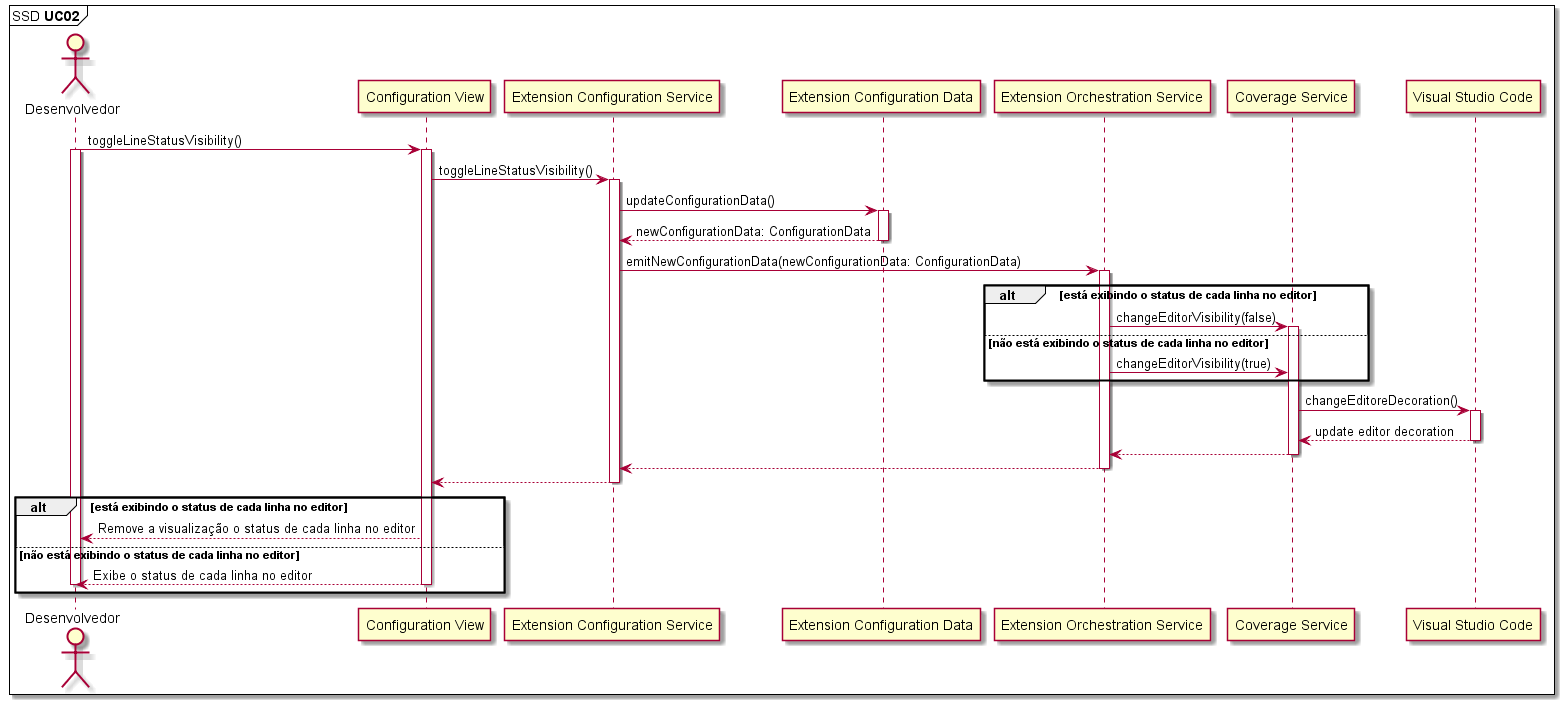 SSD UC02
Desenvolvedor
Configuration View
Extension Configuration Service
Extension Configuration Data
Extension Orchestration Service
Coverage Service
Visual Studio Code
toggleLineStatusVisibility()
toggleLineStatusVisibility()
updateConfigurationData()
newConfigurationData: ConfigurationData
emitNewConfigurationData(newConfigurationData: ConfigurationData)
alt [está exibindo o status de cada linha no editor]
changeEditorVisibility(false)
[não está exibindo o status de cada linha no editor]
changeEditorVisibility(true)
changeEditoreDecoration()
update editor decoration
alt [está exibindo o status de cada linha no editor]
Remove a visualização o status de cada linha no editor
[não está exibindo o status de cada linha no editor]
Exibe o status de cada linha no editor
Desenvolvedor
Configuration View
Extension Configuration Service
Extension Configuration Data
Extension Orchestration Service
Coverage Service
Visual Studio Code